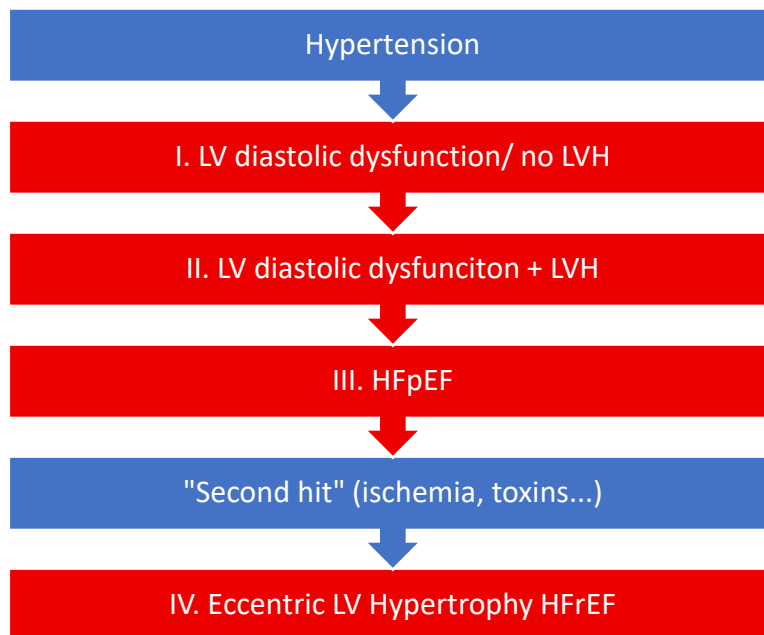 Hypertension
I. LV diastolic dysfunction/ no LVH
II. LV diastolic dysfunciton + LVH
III. HFpEF
"Second hit" (ischemia, toxins...)
IV. Eccentric LV Hypertrophy HFrEF